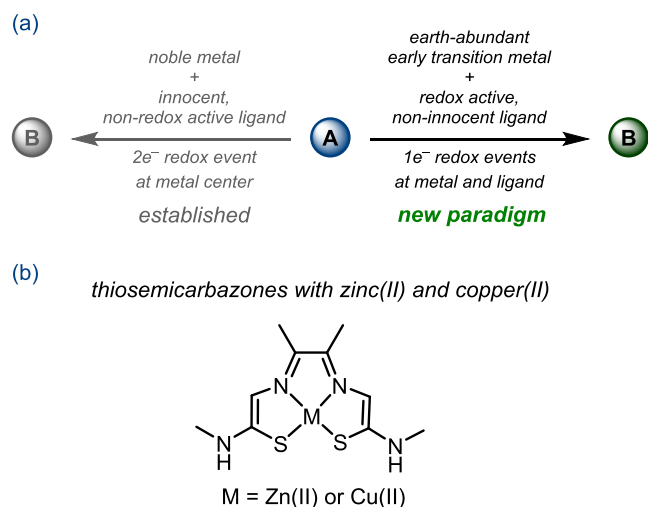 (a)
noble metal
+
innocent,
non-redox active ligand
B
2e⁻ redox event
at metal center
established
A
earth-abundant
early transition metal
+
redox active,
non-innocent ligand
B
1e⁻ redox events
at metal and ligand
new paradigm
(b)
thiosemicarbazones with zinc(II) and copper(II)
N N
M
S S
N N
H H
M = Zn(II) or Cu(II)